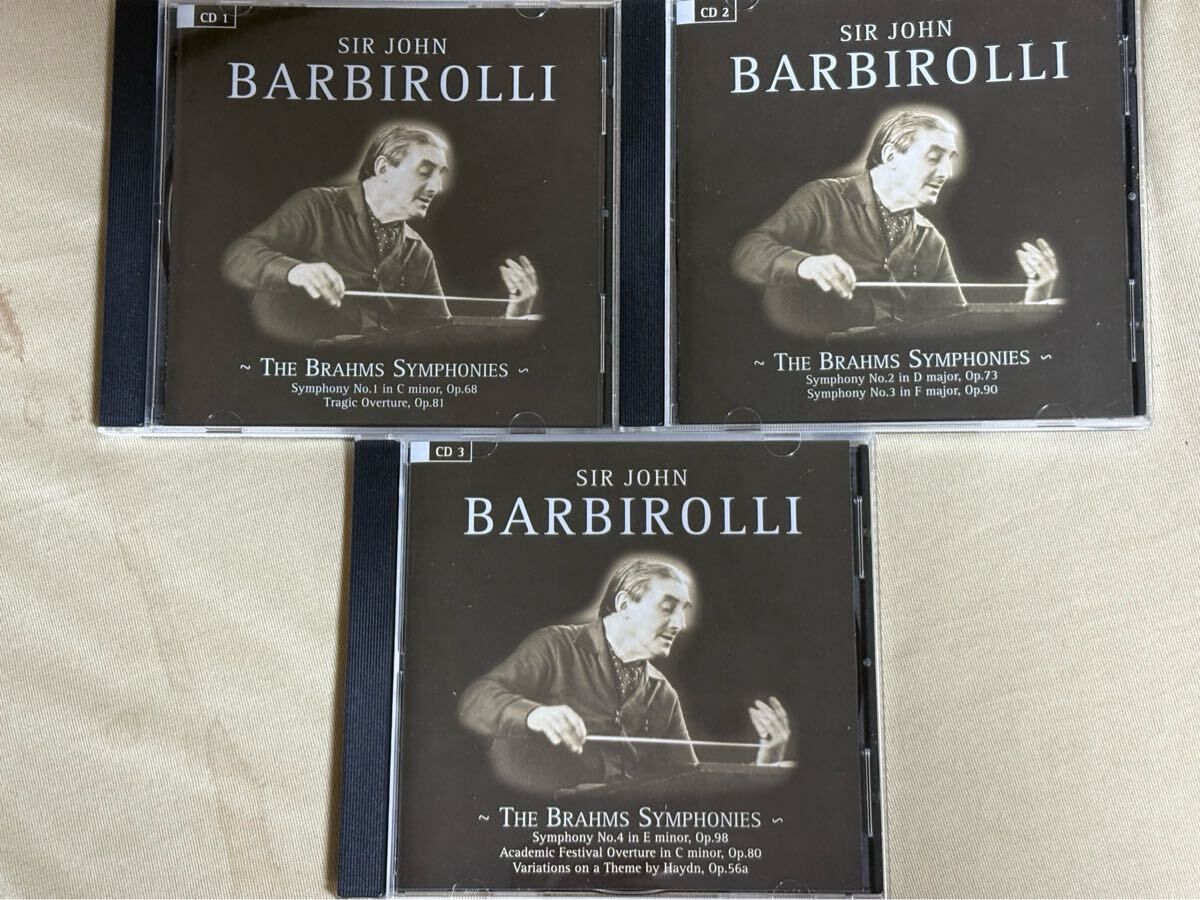 CD 1
SIR JOHN
BARBIROLLI
~ THE BRAHMS SYMPHONIES ~
Symphony No.1 in C minor, Op.68
Tragic Overture, Op.81
CD 2
SIR JOHN
BARBIROLLI
~ THE BRAHMS SYMPHONIES ~
Symphony No.2 in D major, Op.73
Symphony No.3 in F major, Op.90
CD 3
SIR JOHN
BARBIROLLI
~ THE BRAHMS SYMPHONIES ~
Symphony No.4 in E minor, Op.98
Academic Festival Overture in C minor, Op.80
Variations on a Theme by Haydn, Op.56a